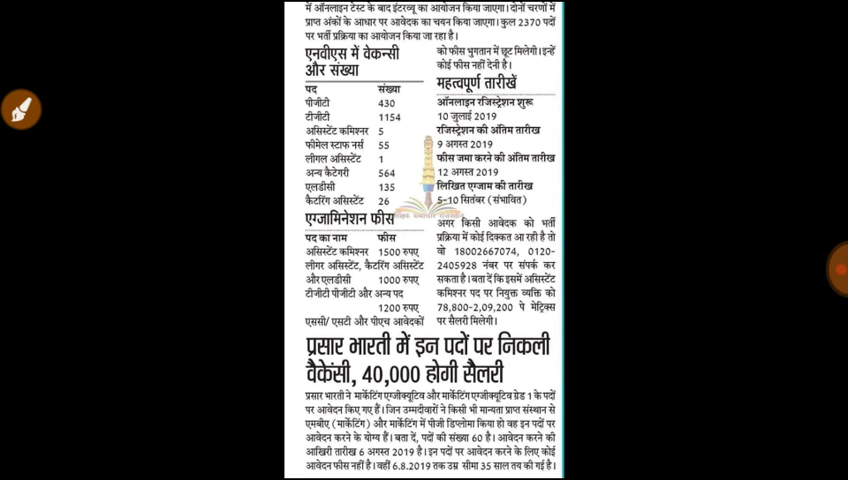 में ऑनलाइन टेस्ट के बाद इंटरव्यू का आयोजन किया जाएगा। दोनों चरणों में
प्राप्त अंकों के आधार पर आवेदक का चयन किया जाएगा। कुल 2370 पदों
पर भर्ती प्रक्रिया का आयोजन किया जा रहा है।
एनवीएस में वेकन्सी
और संख्या
पद संख्या
पीजीटी 430
टीजीटी 1154
असिस्टेंट कमिश्नर 5
फीमेल स्टाफ नर्स 55
लीगल असिस्टेंट 1
अन्य कैटेगरी 564
एलडीसी 135
कैटरिंग असिस्टेंट 26
एग्जामिनेशन फीस
पद का नाम फीस
असिस्टेंट कमिश्नर 1500 रुपए
लीगर असिस्टेंट, कैटरिंग असिस्टेंट
और एलडीसी 1000 रुपए
टीजीटी पीजीटी और अन्य पद
1200 रुपए
एससी/ एसटी और पीएच आवेदकों
को फीस भुगतान में छूट मिलेगी। इन्हें
कोई फीस नहीं देनी है।
महत्वपूर्ण तारीखें
ऑनलाइन रजिस्ट्रेशन शुरू
10 जुलाई 2019
रजिस्ट्रेशन की अंतिम तारीख
9 अगस्त 2019
फीस जमा करने की अंतिम तारीख
12 अगस्त 2019
लिखित एग्जाम की तारीख
5-10 सितंबर (संभावित)
अगर किसी आवेदक को भर्ती
प्रक्रिया में कोई दिक्कत आ रही है तो
वो 18002667074, 0120-
2405928 नंबर पर संपर्क कर
सकता है। बता दें कि इसमें असिस्टेंट
कमिश्नर पद पर नियुक्त व्यक्ति को
78,800-2,09,200 पे मेट्रिक्स
पर सैलरी मिलेगी।
प्रसार भारती में इन पदों पर निकली
वैकेंसी, 40,000 होगी सैलरी
प्रसार भारती ने मार्केटिंग एग्जीक्यूटिव और मार्केटिंग एग्जीक्यूटिव ग्रेड 1 के पदों
पर आवेदन किए गए हैं। जिन उम्मदीवारों ने किसी भी मान्यता प्राप्त संस्थान से
एमबीए (मार्केटिंग) और मार्केटिंग में पीजी डिप्लोमा किया हो वह इन पदों पर
आवेदन करने के योग्य हैं। बता दें, पदों की संख्या 60 है। आवेदन करने की
आखिरी तारीख 6 अगस्त 2019 है। इन पदों पर आवेदन करने के लिए कोई
आवेदन फीस नहीं है। वहीं 6.8.2019 तक उम्र सीमा 35 साल तय की गई है।